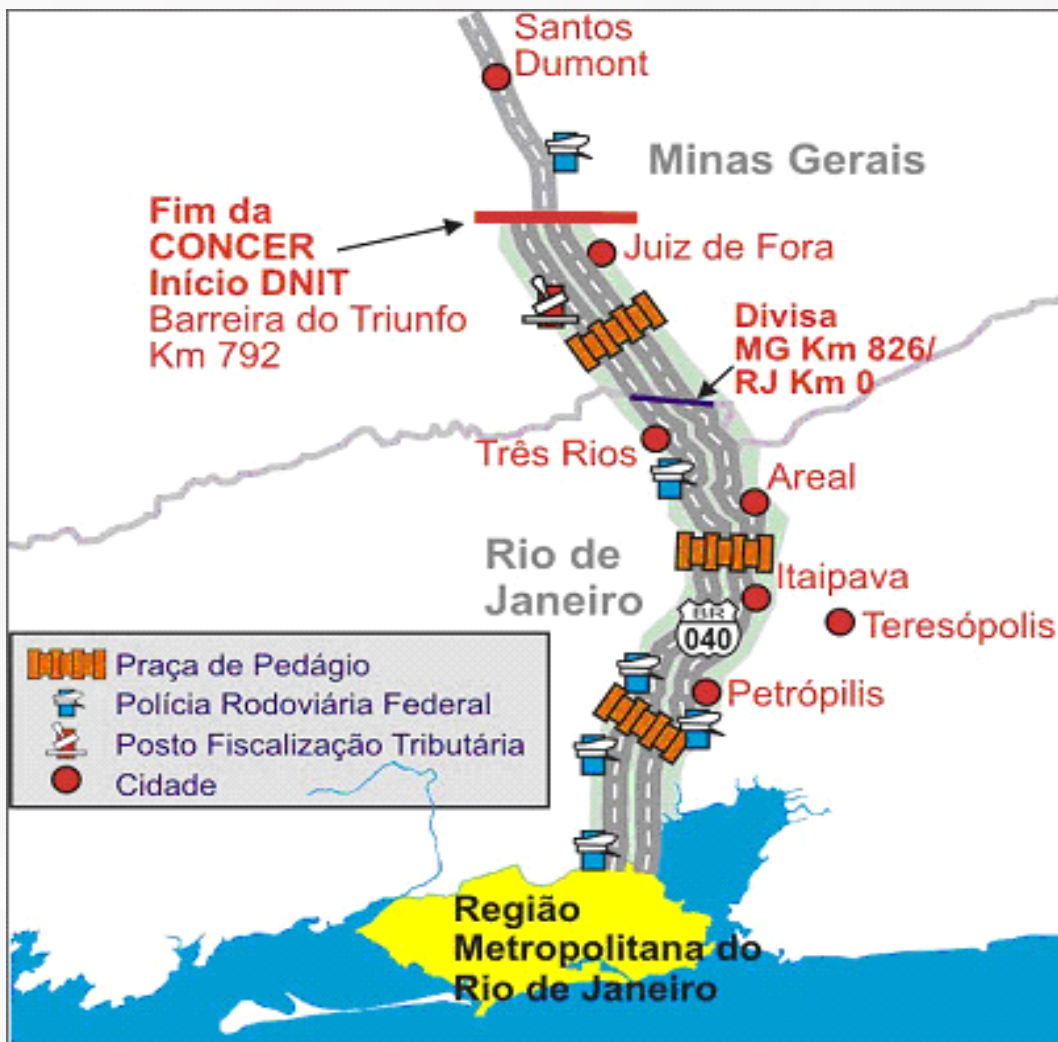 Santos
Dumont
Minas Gerais
Fim da
CONCER
Início DNIT
Barreira do Triunfo
Km 792
Juiz de Fora
Divisa
MG Km 826/
RJ Km 0
Três Rios
Areal
Rio de
Janeiro
Itaipava
BR
040
Teresópolis
Petrópilis
Praça de Pedágio
Polícia Rodoviária Federal
Posto Fiscalização Tributária
Cidade
Região
Metropolitana do
Rio de Janeiro